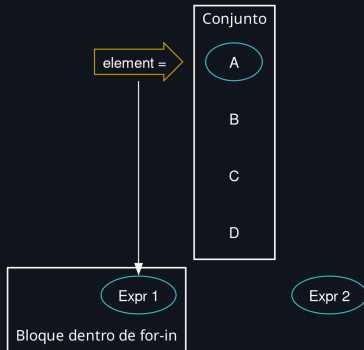 Conjunto
element =
A
B
C
D
Expr 1
Expr 2
Bloque dentro de for-in